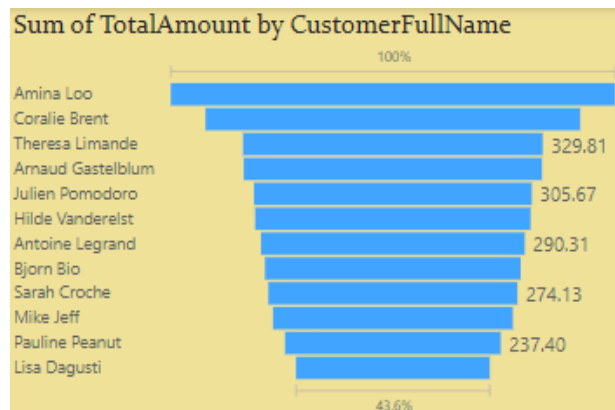 Sum of TotalAmount by CustomerFullName
100%
Amina Loo
Coralie Brent
Theresa Limande 329.81
Arnaud Gastelblum
Julien Pomodoro 305.67
Hilde Vanderelst
Antoine Legrand 290.31
Bjorn Bio
Sarah Croche 274.13
Mike Jeff
Pauline Peanut 237.40
Lisa Dagusti
43.6%